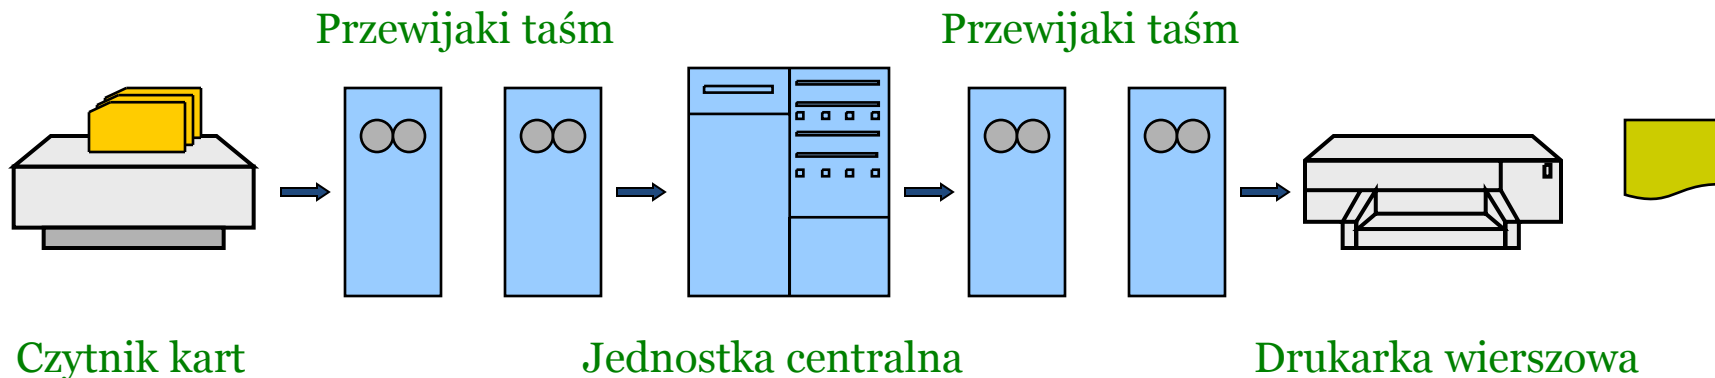 Przewijaki taśm
Przewijaki taśm
Czytnik kart
Jednostka centralna
Drukarka wierszowa